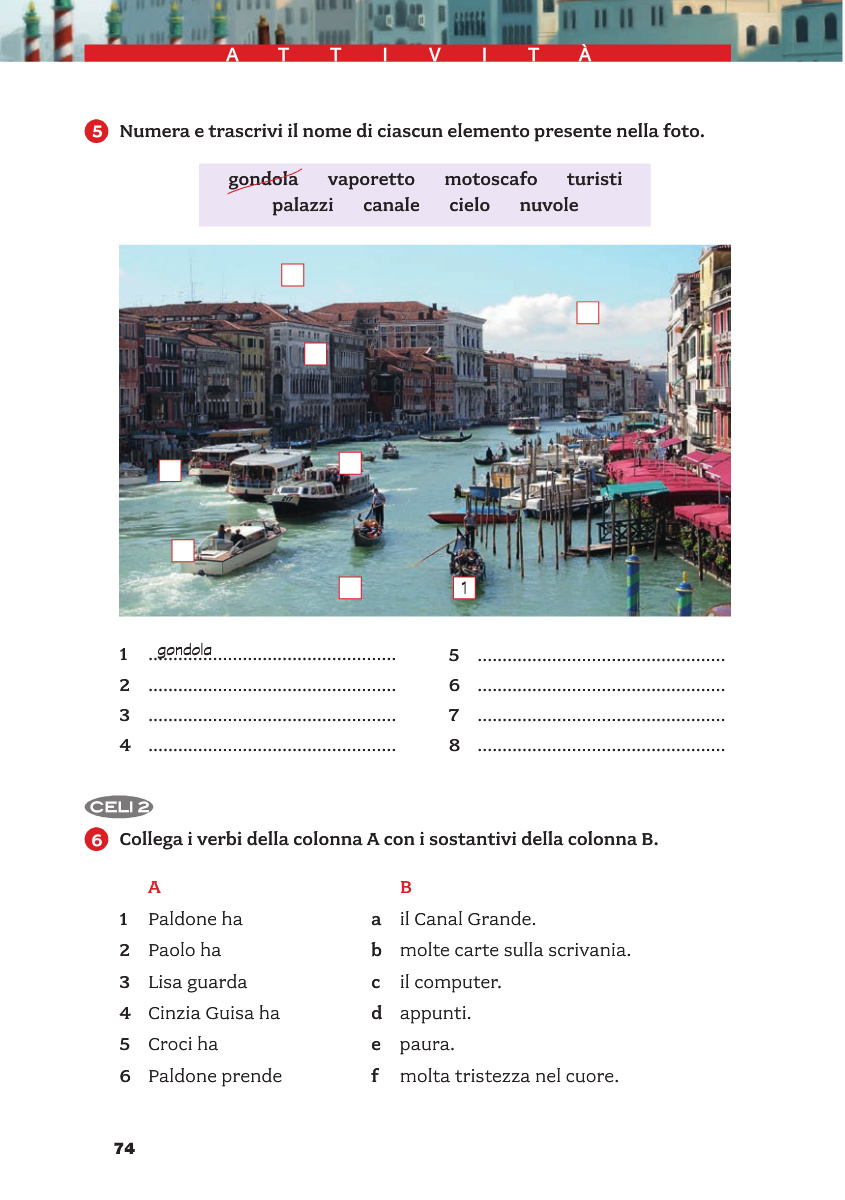 ATTIVITÀ
5 Numera e trascrivi il nome di ciascun elemento presente nella foto.
gondola vaporetto motoscafo turisti
palazzi canale cielo nuvole
1
1 gondola 5
2 6
3 7
4 8
CELI 2
6 Collega i verbi della colonna A con i sostantivi della colonna B.
A B
1 Paldone ha a il Canal Grande.
2 Paolo ha b molte carte sulla scrivania.
3 Lisa guarda c il computer.
4 Cinzia Guisa ha d appunti.
5 Croci ha e paura.
6 Paldone prende f molta tristezza nel cuore.
74